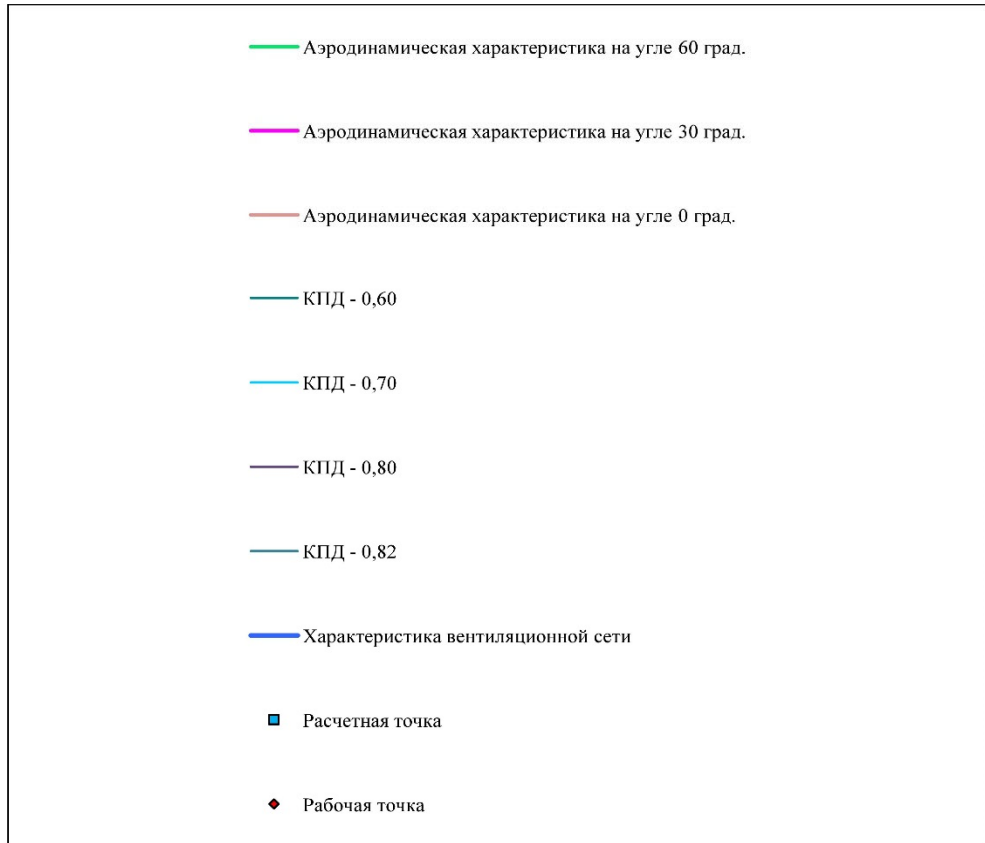 Аэродинамическая характеристика на угле 60 град.
Аэродинамическая характеристика на угле 30 град.
Аэродинамическая характеристика на угле 0 град.
КПД - 0,60
КПД - 0,70
КПД - 0,80
КПД - 0,82
Характеристика вентиляционной сети
Расчетная точка
Рабочая точка